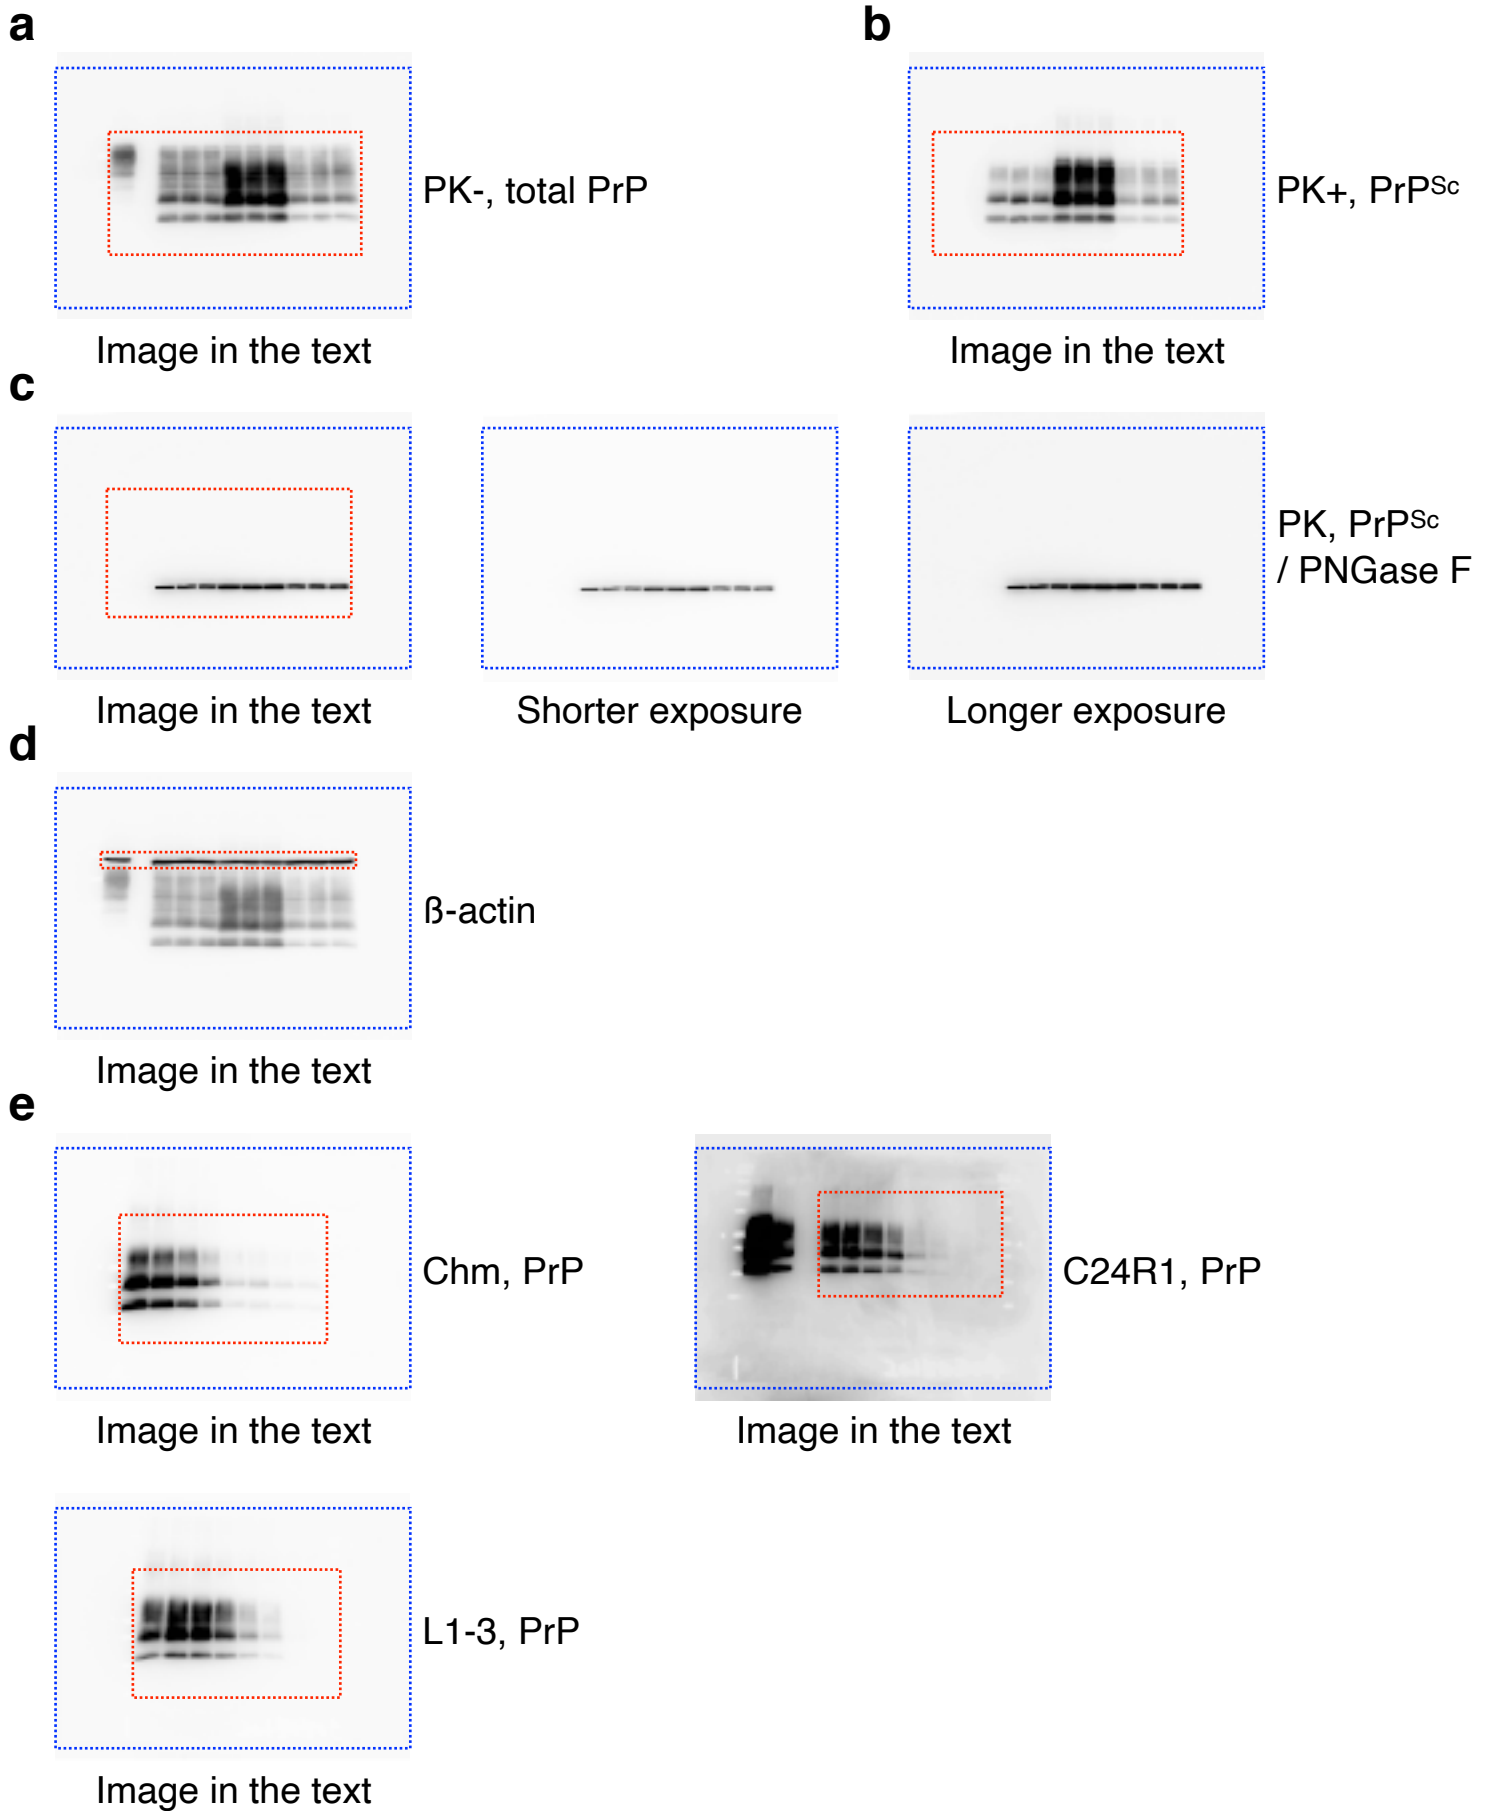 a
b
PK-, total PrP
PK+, PrPSc
Image in the text
Image in the text
c
PK, PrPSc
/ PNGase F
Image in the text
Shorter exposure
Longer exposure
d
ß-actin
Image in the text
e
Chm, PrP
C24R1, PrP
Image in the text
Image in the text
L1-3, PrP
Image in the text